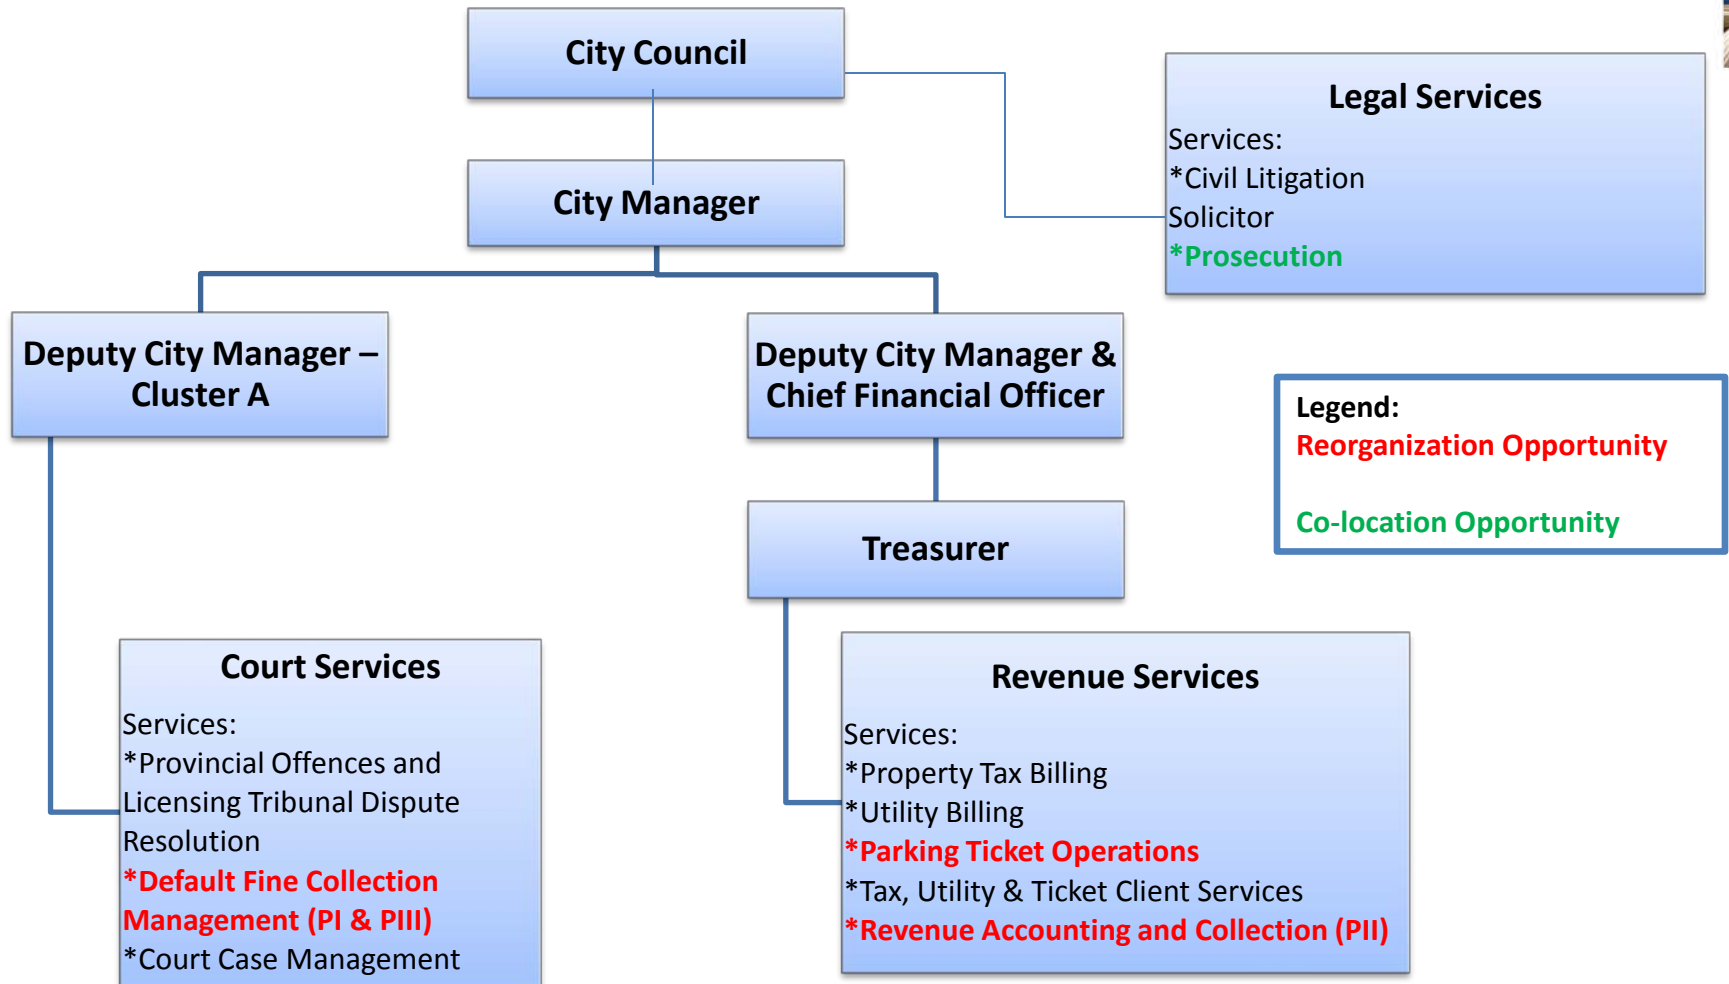 City Council
Legal Services
Services:
*Civil Litigation
Solicitor
*Prosecution
City Manager
Deputy City Manager –
Cluster A
Deputy City Manager &
Chief Financial Officer
Legend:
Reorganization Opportunity
Co-location Opportunity
Treasurer
Court Services
Services:
*Provincial Offences and
Licensing Tribunal Dispute
Resolution
*Default Fine Collection
Management (PI & PIII)
*Court Case Management
Revenue Services
Services:
*Property Tax Billing
*Utility Billing
*Parking Ticket Operations
*Tax, Utility & Ticket Client Services
*Revenue Accounting and Collection (PII)